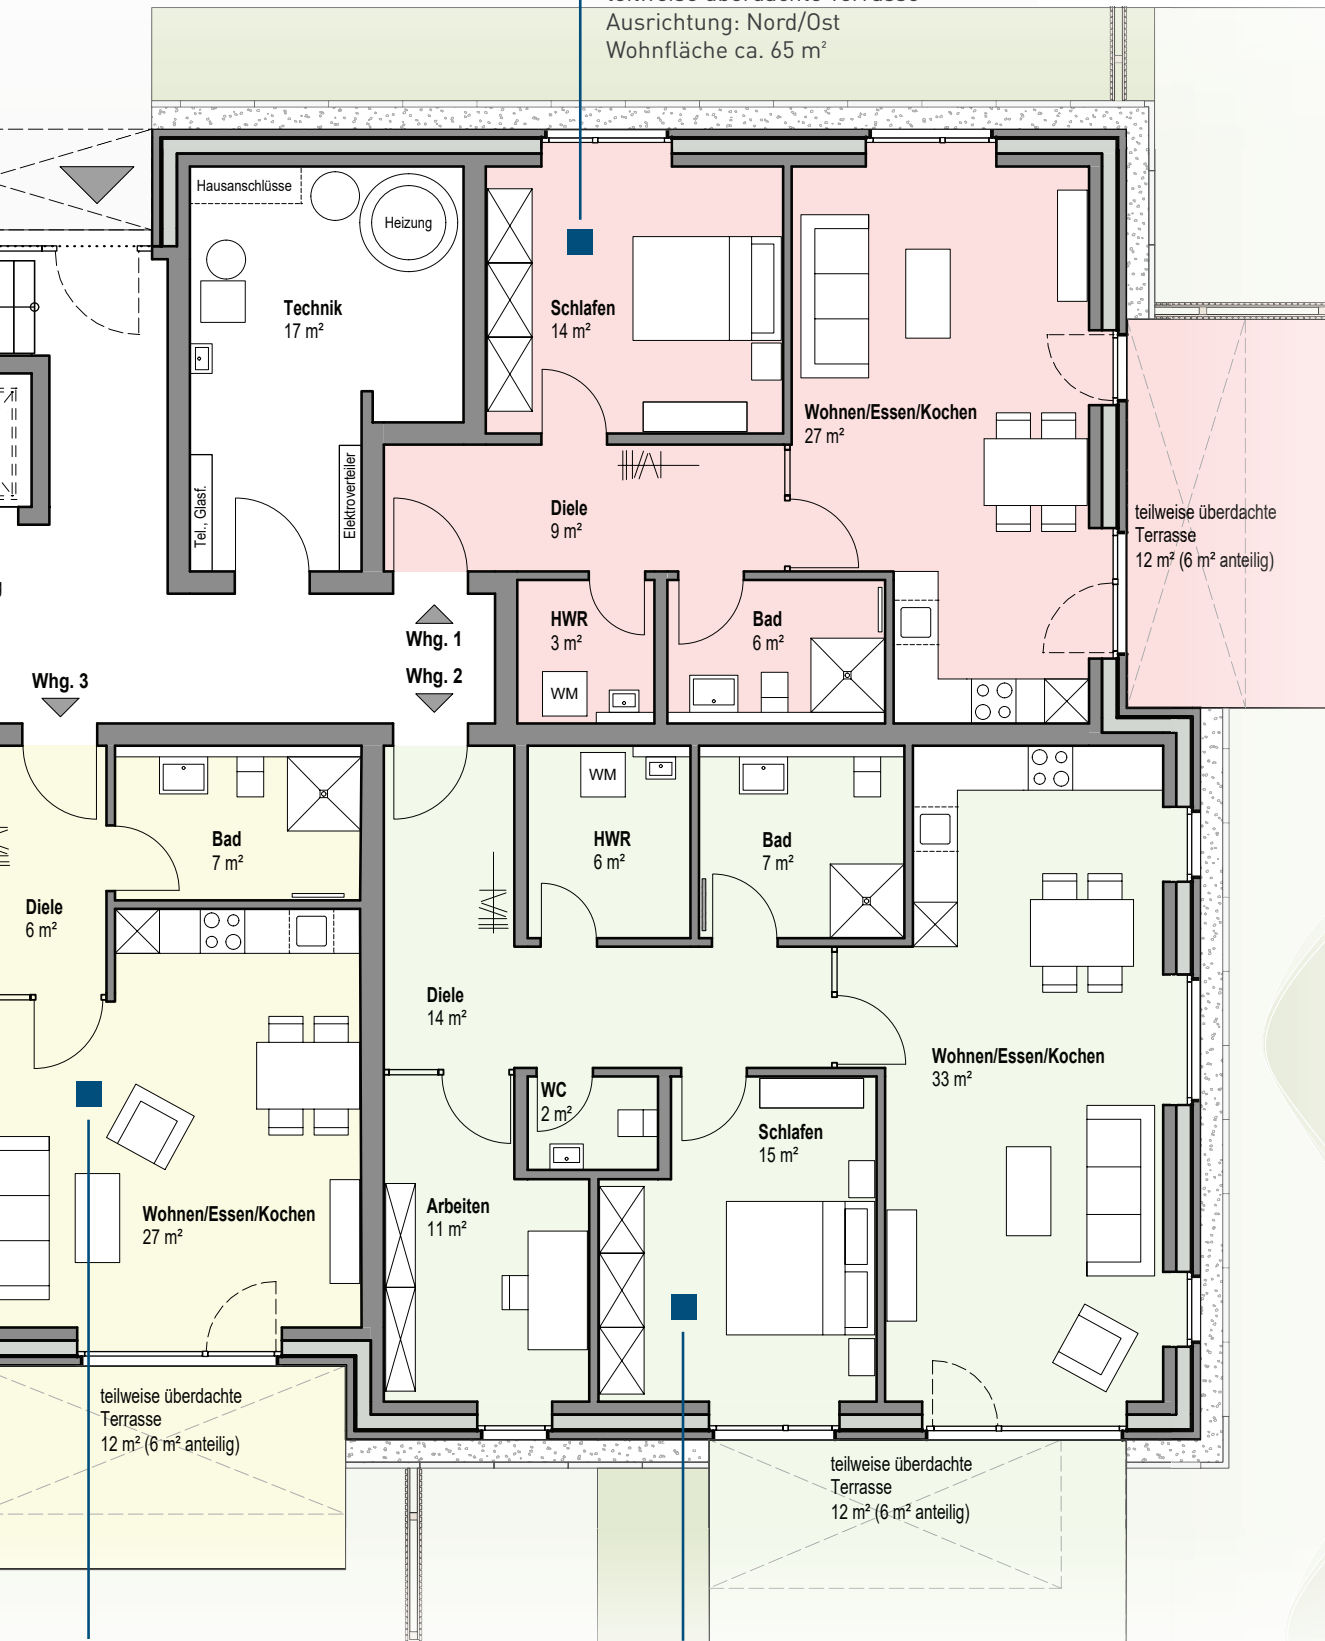 teilweise überdachte Terrasse
Ausrichtung: Nord/Ost
Wohnfläche ca. 65 m²
Hausanschlüsse
Heizung
Technik
17 m²
Schlafen
14 m²
Wohnen/Essen/Kochen
27 m²
Tel., Glasf.
Elektroverteiler
Diele
9 m²
teilweise überdachte
Terrasse
12 m² (6 m² anteilig)
HWR
3 m²
WM
Bad
6 m²
Whg. 1
Whg. 2
Whg. 3
Bad
7 m²
Diele
6 m²
WM
HWR
6 m²
Bad
7 m²
Diele
14 m²
Wohnen/Essen/Kochen
33 m²
WC
2 m²
Schlafen
15 m²
Arbeiten
11 m²
Wohnen/Essen/Kochen
27 m²
teilweise überdachte
Terrasse
12 m² (6 m² anteilig)
teilweise überdachte
Terrasse
12 m² (6 m² anteilig)